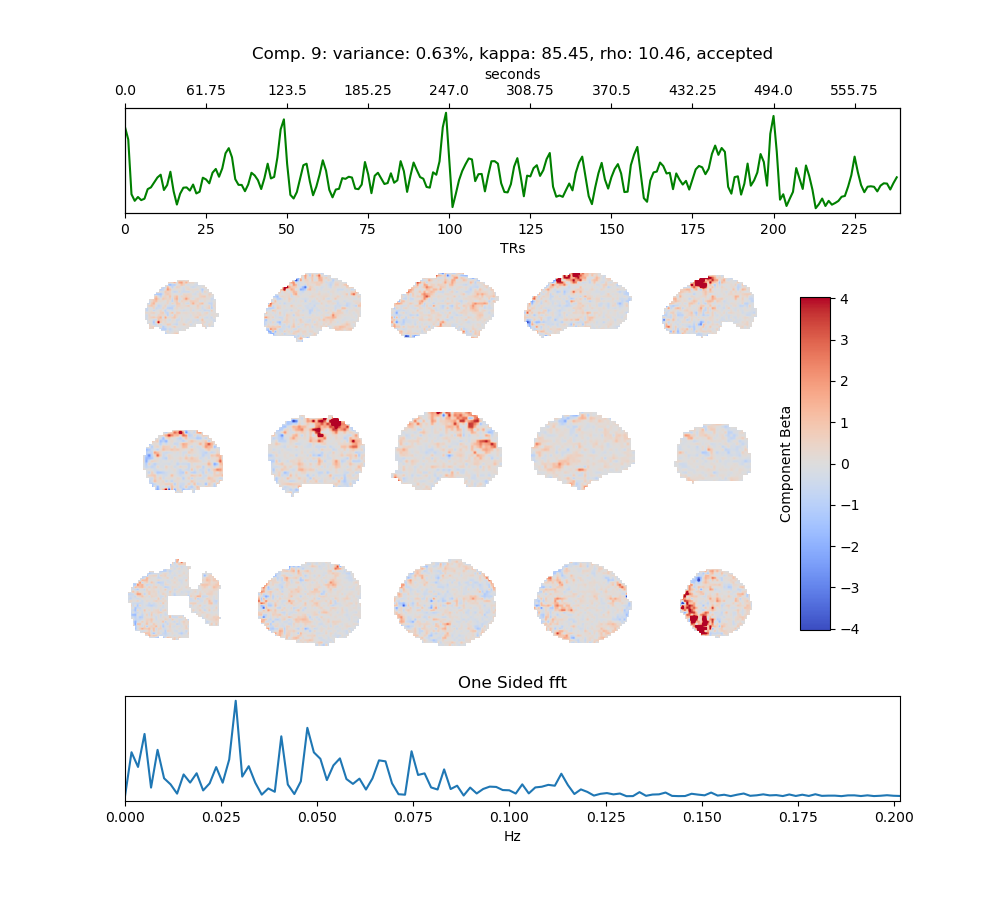 Comp. 9: variance: 0.63%, kappa: 85.45, rho: 10.46, accepted
seconds
0.0 61.75 123.5 185.25 247.0 308.75 370.5 432.25 494.0 555.75
0 25 50 75 100 125 150 175 200 225
TRs
4
3
2
1
0
−1
−2
−3
−4
Component Beta
One Sided fft
0.000 0.025 0.050 0.075 0.100 0.125 0.150 0.175 0.200
Hz